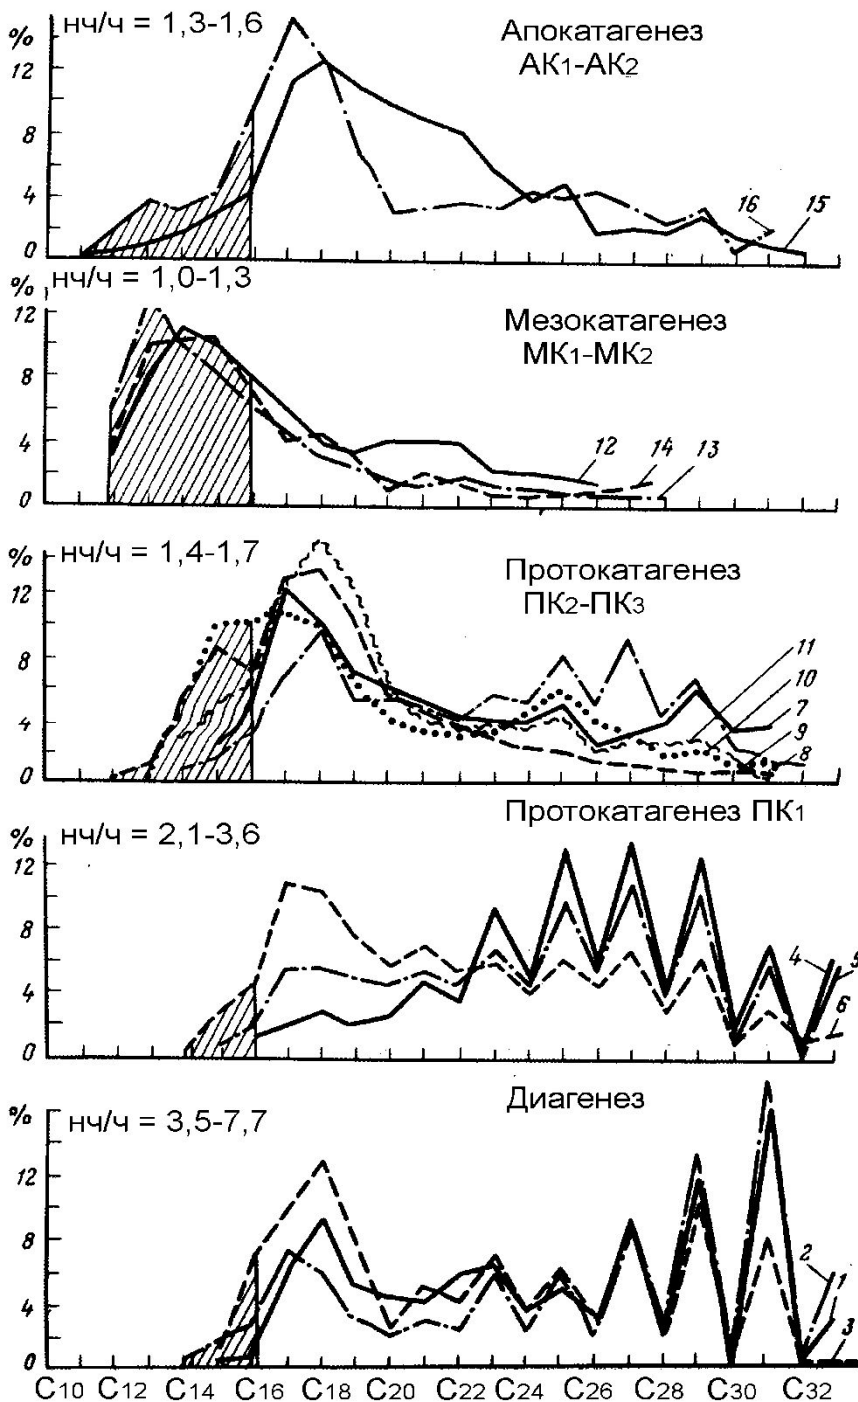 %
нч/ч = 1,3-1,6
Апокатагенез
АК1-АК2
12
8
4
0
16
15
%
нч/ч = 1,0-1,3
Мезокатагенез
МК1-МК2
12
8
4
0
12
14
13
%
нч/ч = 1,4-1,7
Протокатагенез
ПК2-ПК3
12
8
4
0
11
10
7
9
8
Протокатагенез ПК1
%
нч/ч = 2,1-3,6
12
8
4
0
4
5
6
Диагенез
%
нч/ч = 3,5-7,7
12
8
4
0
2
1
3
C10 C12 C14 C16 C18 C20 C22 C24 C26 C28 C30 C32